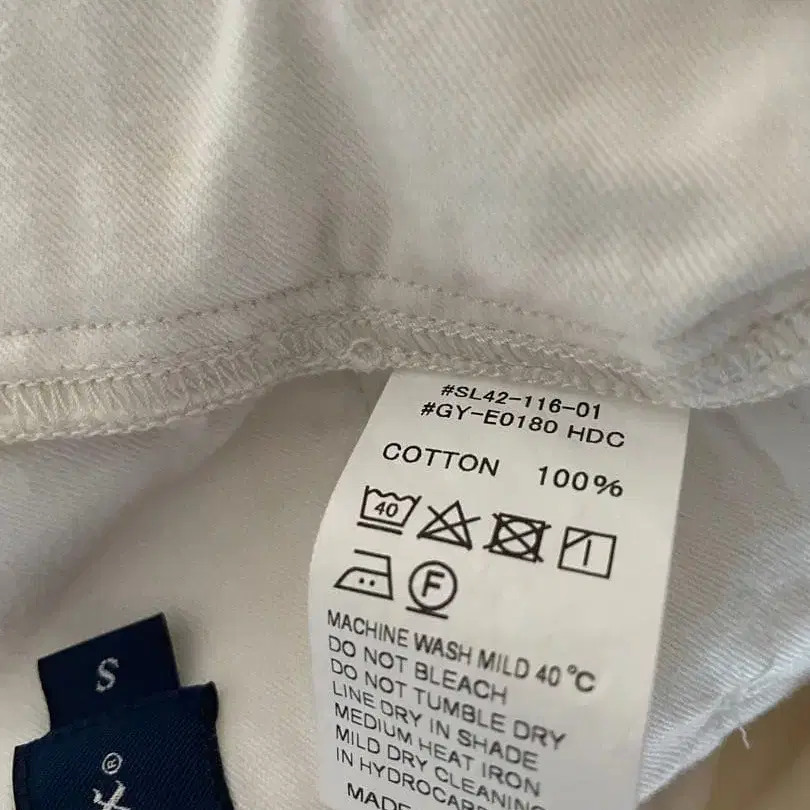 #SL42-116-01
#GY-E0180 HDC
COTTON 100%
40
F
MACHINE WASH MILD 40 °C
DO NOT BLEACH
DO NOT TUMBLE DRY
LINE DRY IN SHADE
MEDIUM HEAT IRON
MILD DRY CLEANING
IN
MADE
S
®